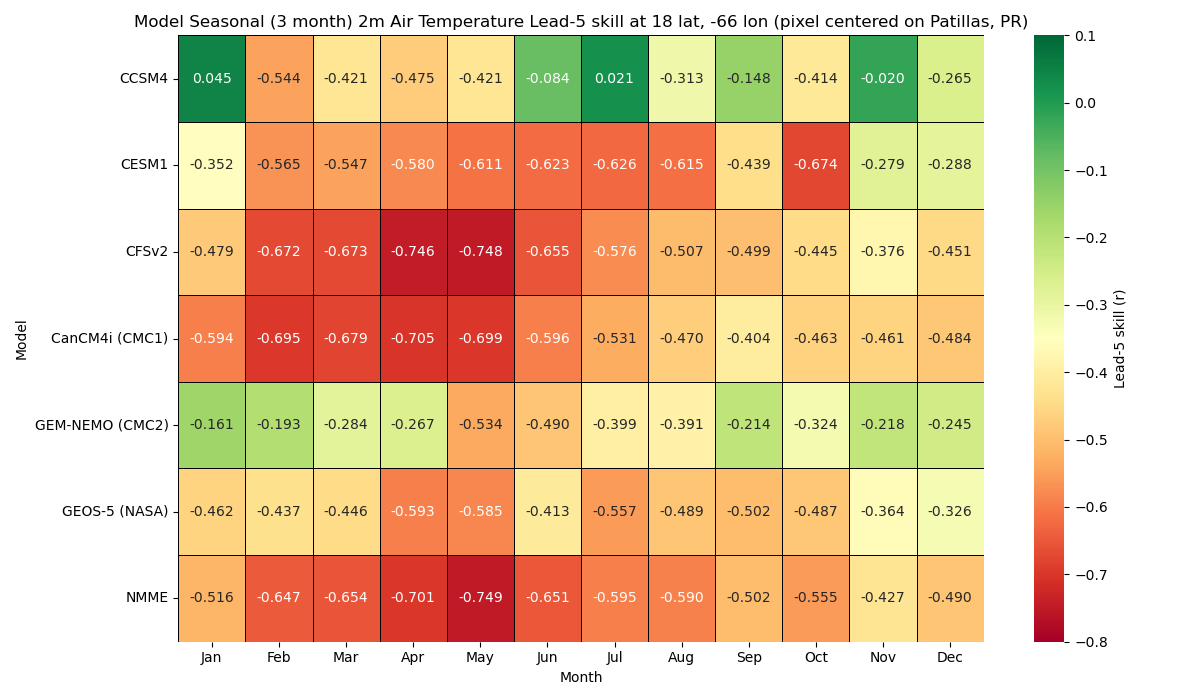 Model Seasonal (3 month) 2m Air Temperature Lead-5 skill at 18 lat, -66 lon (pixel centered on Patillas, PR)
CCSM4 0.045 -0.544 -0.421 -0.475 -0.421 -0.084 0.021 -0.313 -0.148 -0.414 -0.020 -0.265
CESM1 -0.352 -0.565 -0.547 -0.580 -0.611 -0.623 -0.626 -0.615 -0.439 -0.674 -0.279 -0.288
CFSv2 -0.479 -0.672 -0.673 -0.746 -0.748 -0.655 -0.576 -0.507 -0.499 -0.445 -0.376 -0.451
CanCM4i (CMC1) -0.594 -0.695 -0.679 -0.705 -0.699 -0.596 -0.531 -0.470 -0.404 -0.463 -0.461 -0.484
GEM-NEMO (CMC2) -0.161 -0.193 -0.284 -0.267 -0.534 -0.490 -0.399 -0.391 -0.214 -0.324 -0.218 -0.245
GEOS-5 (NASA) -0.462 -0.437 -0.446 -0.593 -0.585 -0.413 -0.557 -0.489 -0.502 -0.487 -0.364 -0.326
NMME -0.516 -0.647 -0.654 -0.701 -0.749 -0.651 -0.595 -0.590 -0.502 -0.555 -0.427 -0.490
Jan Feb Mar Apr May Jun Jul Aug Sep Oct Nov Dec
Month
Model
0.1
0.0
−0.1
−0.2
−0.3
−0.4
−0.5
−0.6
−0.7
−0.8
Lead-5 skill (r)